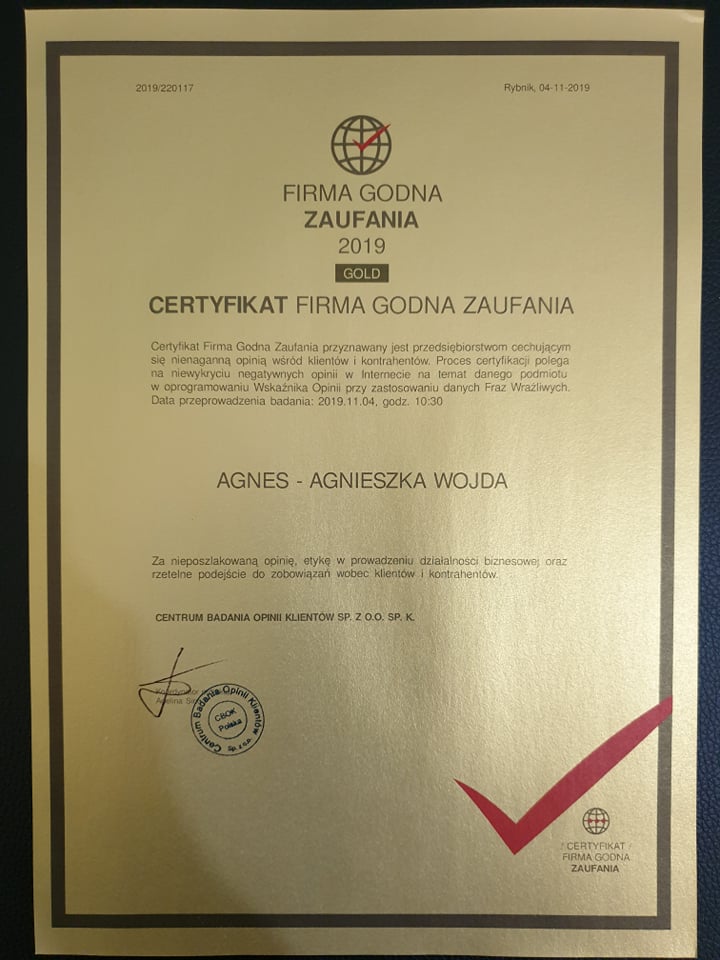 2019/220117
Rybnik, 04-11-2019
FIRMA GODNA
ZAUFANIA
2019
GOLD
CERTYFIKAT FIRMA GODNA ZAUFANIA
Certyfikat Firma Godna Zaufania przyznawany jest przedsiębiorstwom cechującym
się nienaganną opinią wśród klientów i kontrahentów. Proces certyfikacji polega
na niewykryciu negatywnych opinii w Internecie na temat danego podmiotu
w oprogramowaniu Wskaźnika Opinii przy zastosowaniu danych Fraz Wrażliwych.
Data przeprowadzenia badania: 2019.11.04, godz. 10:30
AGNES - AGNIESZKA WOJDA
Za nieposzlakowaną opinię, etykę w prowadzeniu działalności biznesowej oraz
rzetelne podejście do zobowiązań wobec klientów i kontrahentów.
CENTRUM BADANIA OPINII KLIENTÓW SP. Z O.O. SP. K.
Koordynator
Adelina
Centrum Badania Opinii Klientów
Sp. z o.o.
CBOK
Polska
CERTYFIKAT
FIRMA GODNA
ZAUFANIA